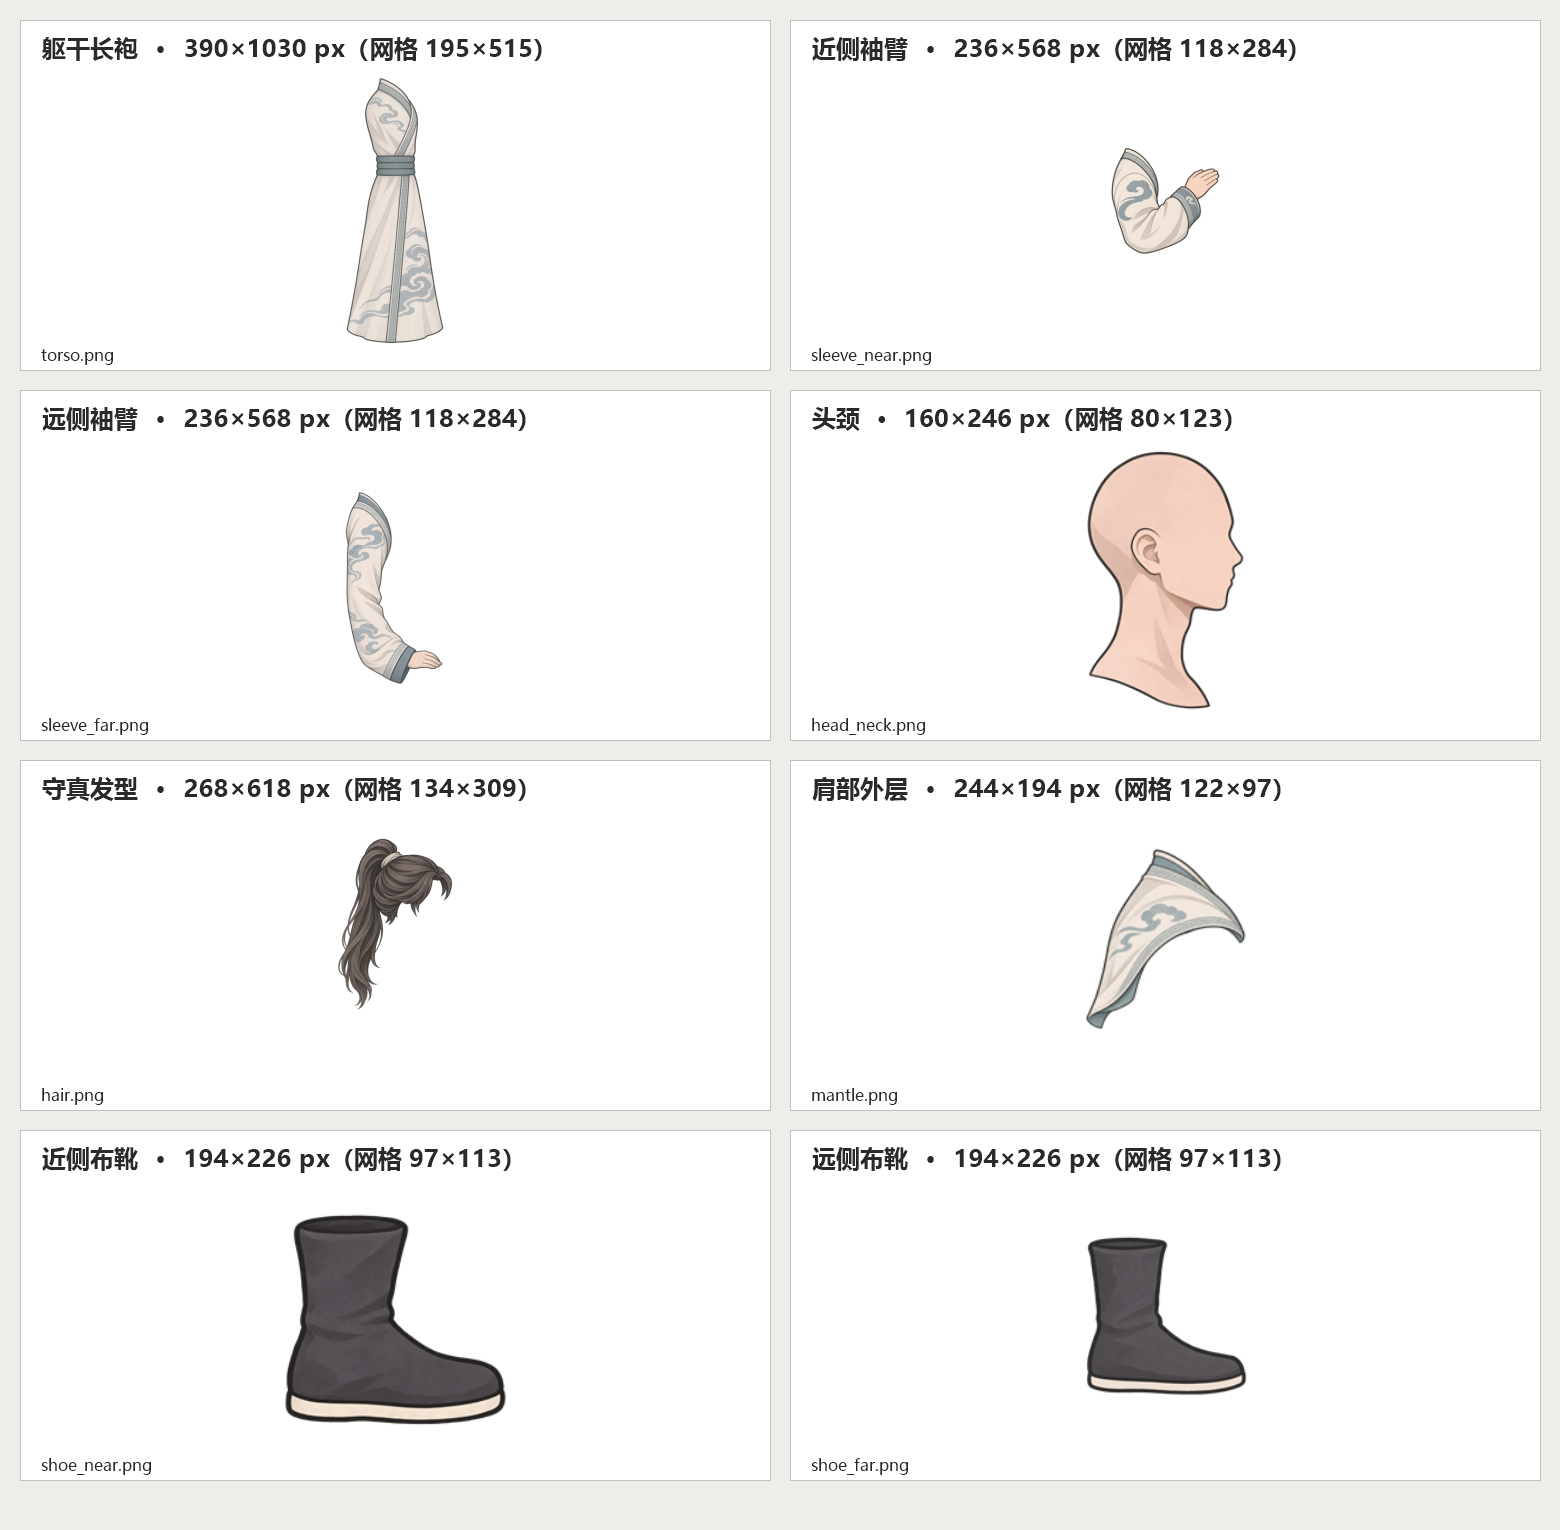 躯干长袍 • 390×1030 px（网格 195×515）
torso.png
近侧袖臂 • 236×568 px（网格 118×284）
sleeve_near.png
远侧袖臂 • 236×568 px（网格 118×284）
sleeve_far.png
头颈 • 160×246 px（网格 80×123）
head_neck.png
守真发型 • 268×618 px（网格 134×309）
hair.png
肩部外层 • 244×194 px（网格 122×97）
mantle.png
近侧布靴 • 194×226 px（网格 97×113）
shoe_near.png
远侧布靴 • 194×226 px（网格 97×113）
shoe_far.png